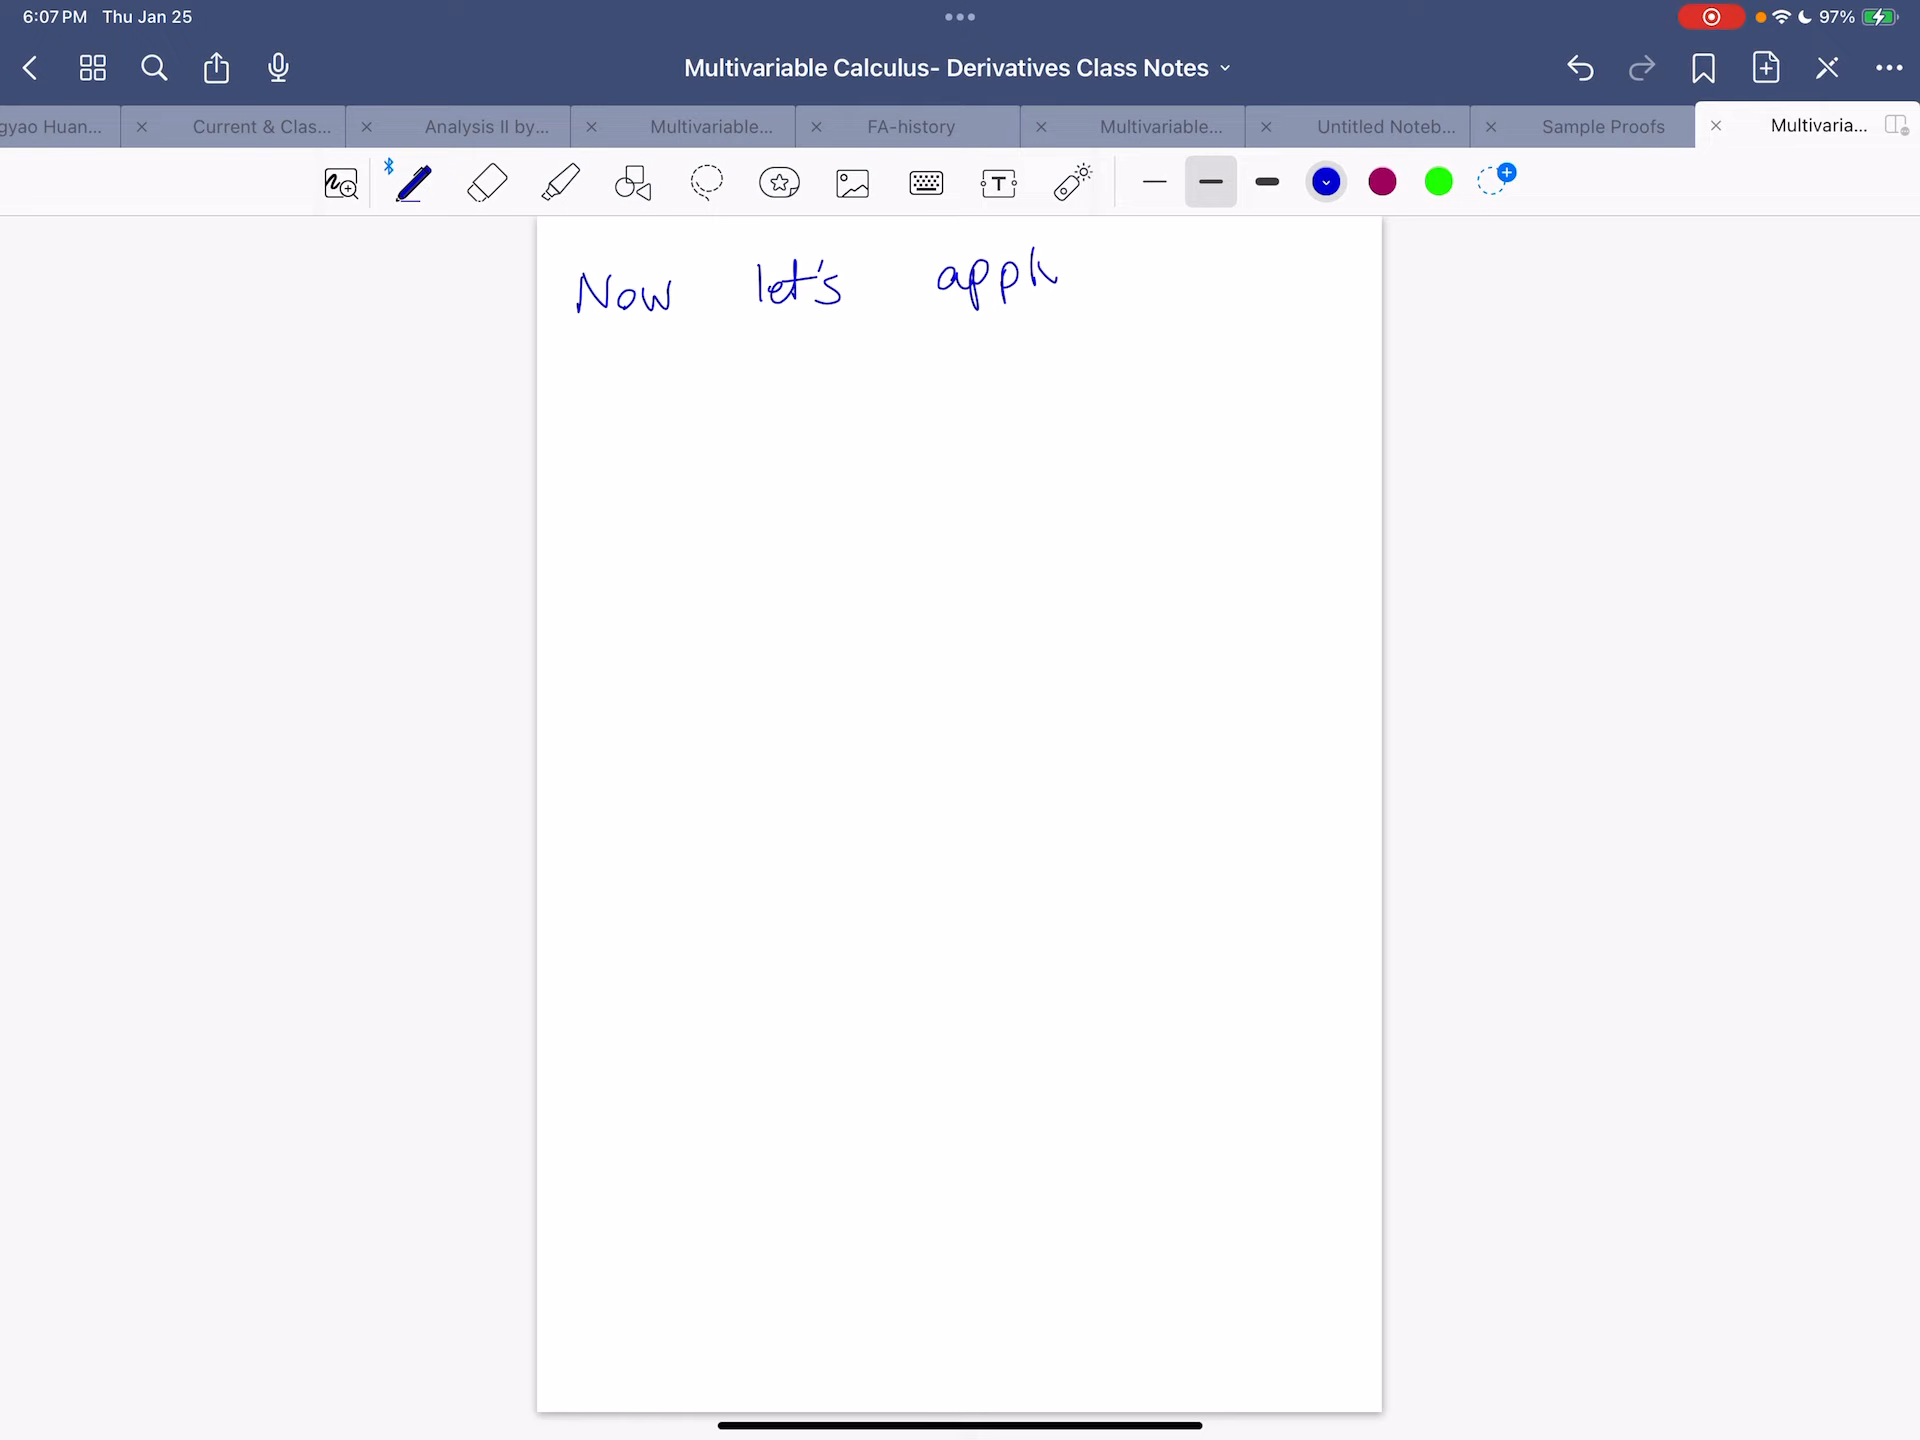 6:07 PM Thu Jan 25 97%
Multivariable Calculus- Derivatives Class Notes
gyao Huan... Current & Clas... Analysis II by... Multivariable... FA-history Multivariable... Untitled Noteb... Sample Proofs Multivaria...
T
Now let's appl